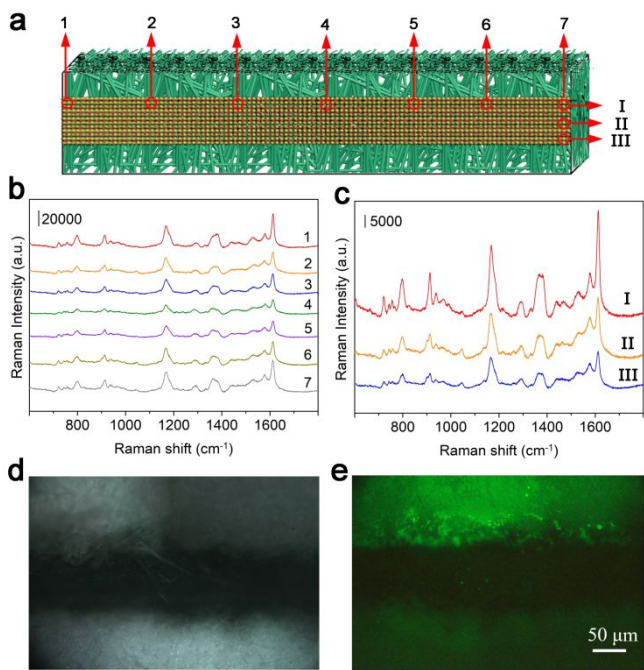 a
1 2 3 4 5 6 7
I
II
III
b
20000
Raman Intensity (a.u.)
1
2
3
4
5
6
7
600 800 1000 1200 1400 1600
Raman shift (cm⁻¹)
c
5000
Raman Intensity (a.u.)
I
II
III
600 800 1000 1200 1400 1600
Raman shift (cm⁻¹)
d
e
50 μm